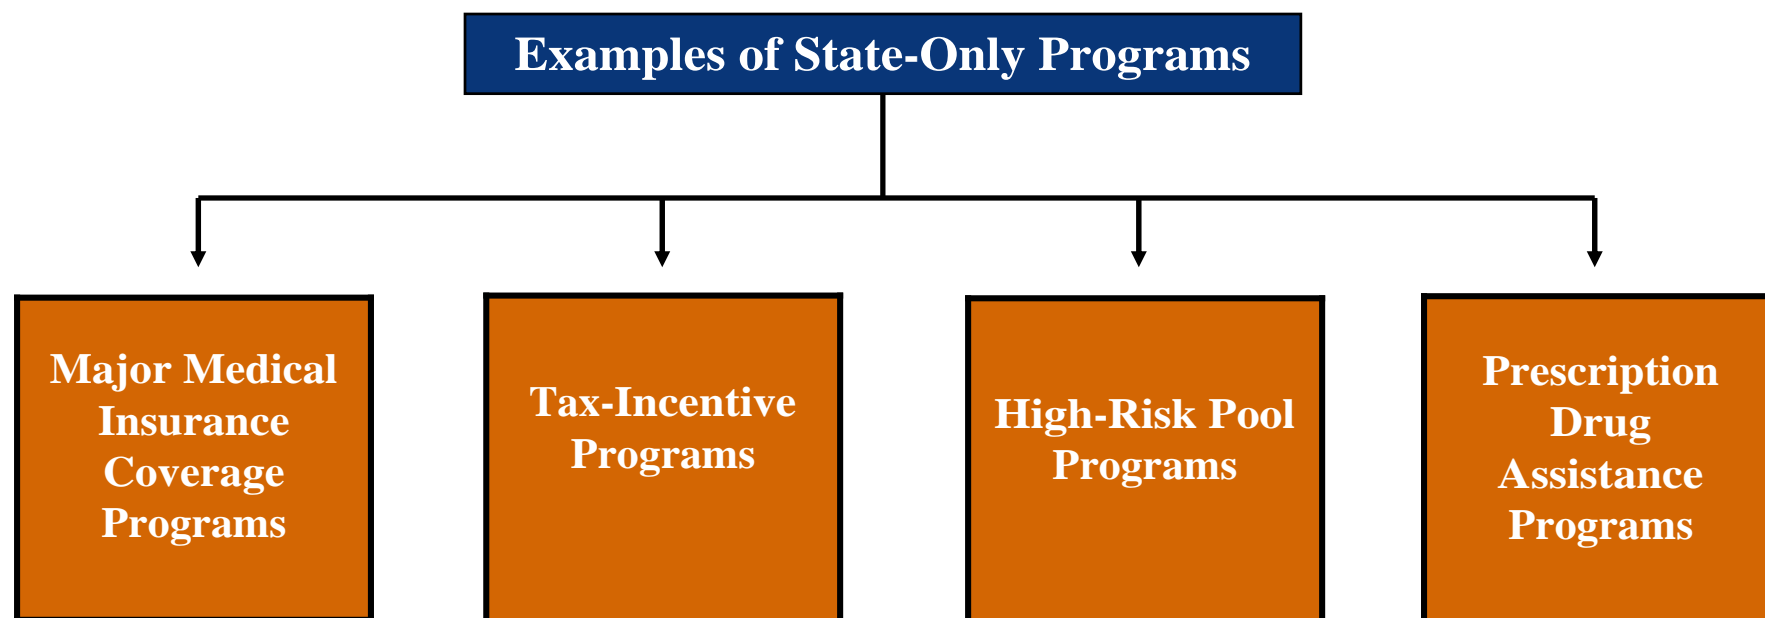 Examples of State-Only Programs
Major Medical
Insurance
Coverage
Programs
Tax-Incentive
Programs
High-Risk Pool
Programs
Prescription
Drug
Assistance
Programs